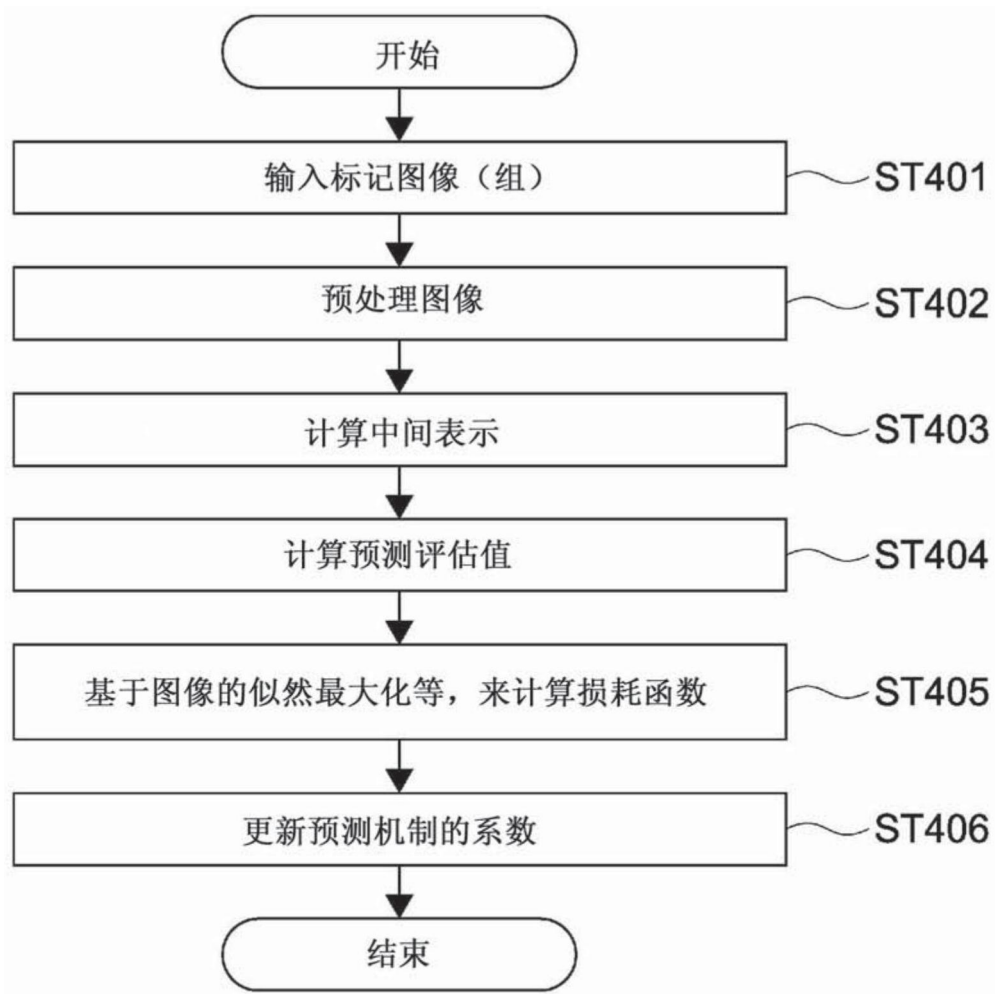 开始
输入标记图像（组） ST401
预处理图像 ST402
计算中间表示 ST403
计算预测评估值 ST404
基于图像的似然最大化等，来计算损耗函数 ST405
更新预测机制的系数 ST406
结束